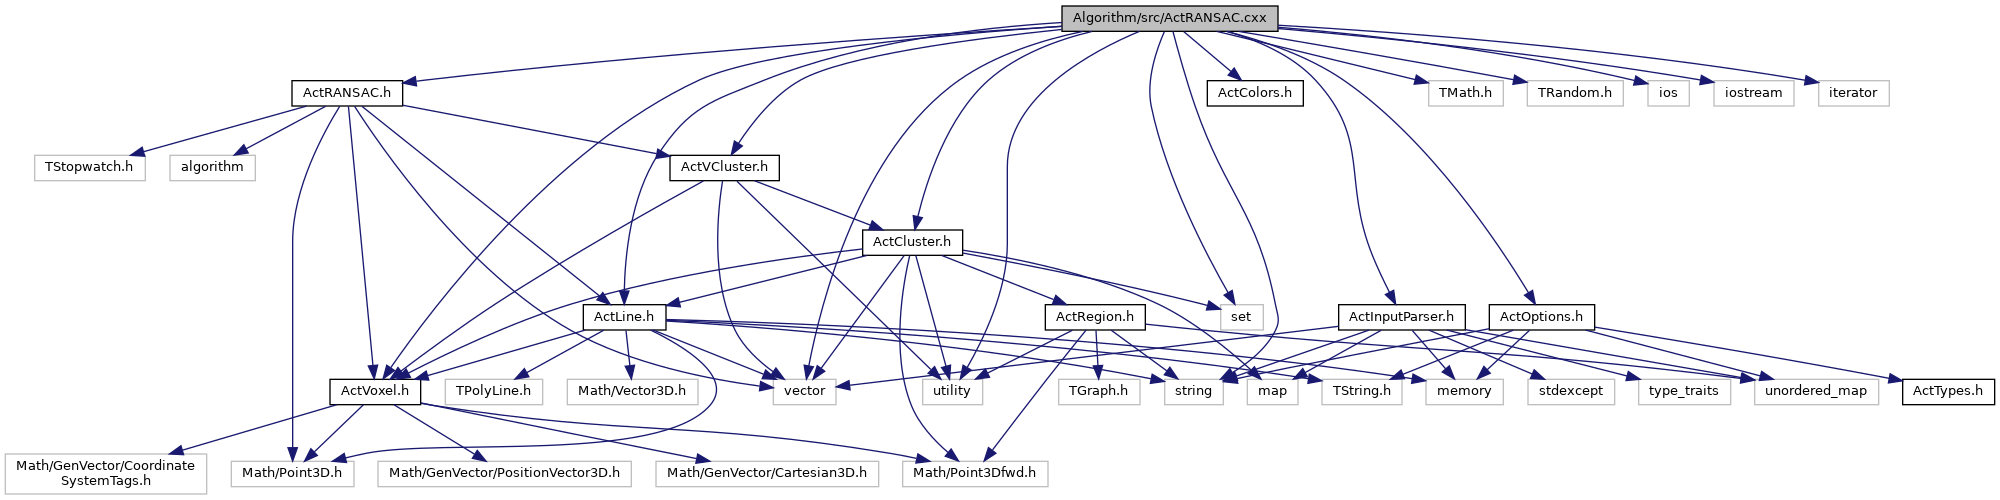 Algorithm/src/ActRANSAC.cxx
ActRANSAC.h
ActColors.h
TMath.h
TRandom.h
ios
iostream
iterator
TStopwatch.h
algorithm
ActVCluster.h
ActCluster.h
ActLine.h
ActRegion.h
set
ActInputParser.h
ActOptions.h
ActVoxel.h
TPolyLine.h
Math/Vector3D.h
vector
utility
TGraph.h
string
map
TString.h
memory
stdexcept
type_traits
unordered_map
ActTypes.h
Math/GenVector/Coordinate
SystemTags.h
Math/Point3D.h
Math/GenVector/PositionVector3D.h
Math/GenVector/Cartesian3D.h
Math/Point3Dfwd.h